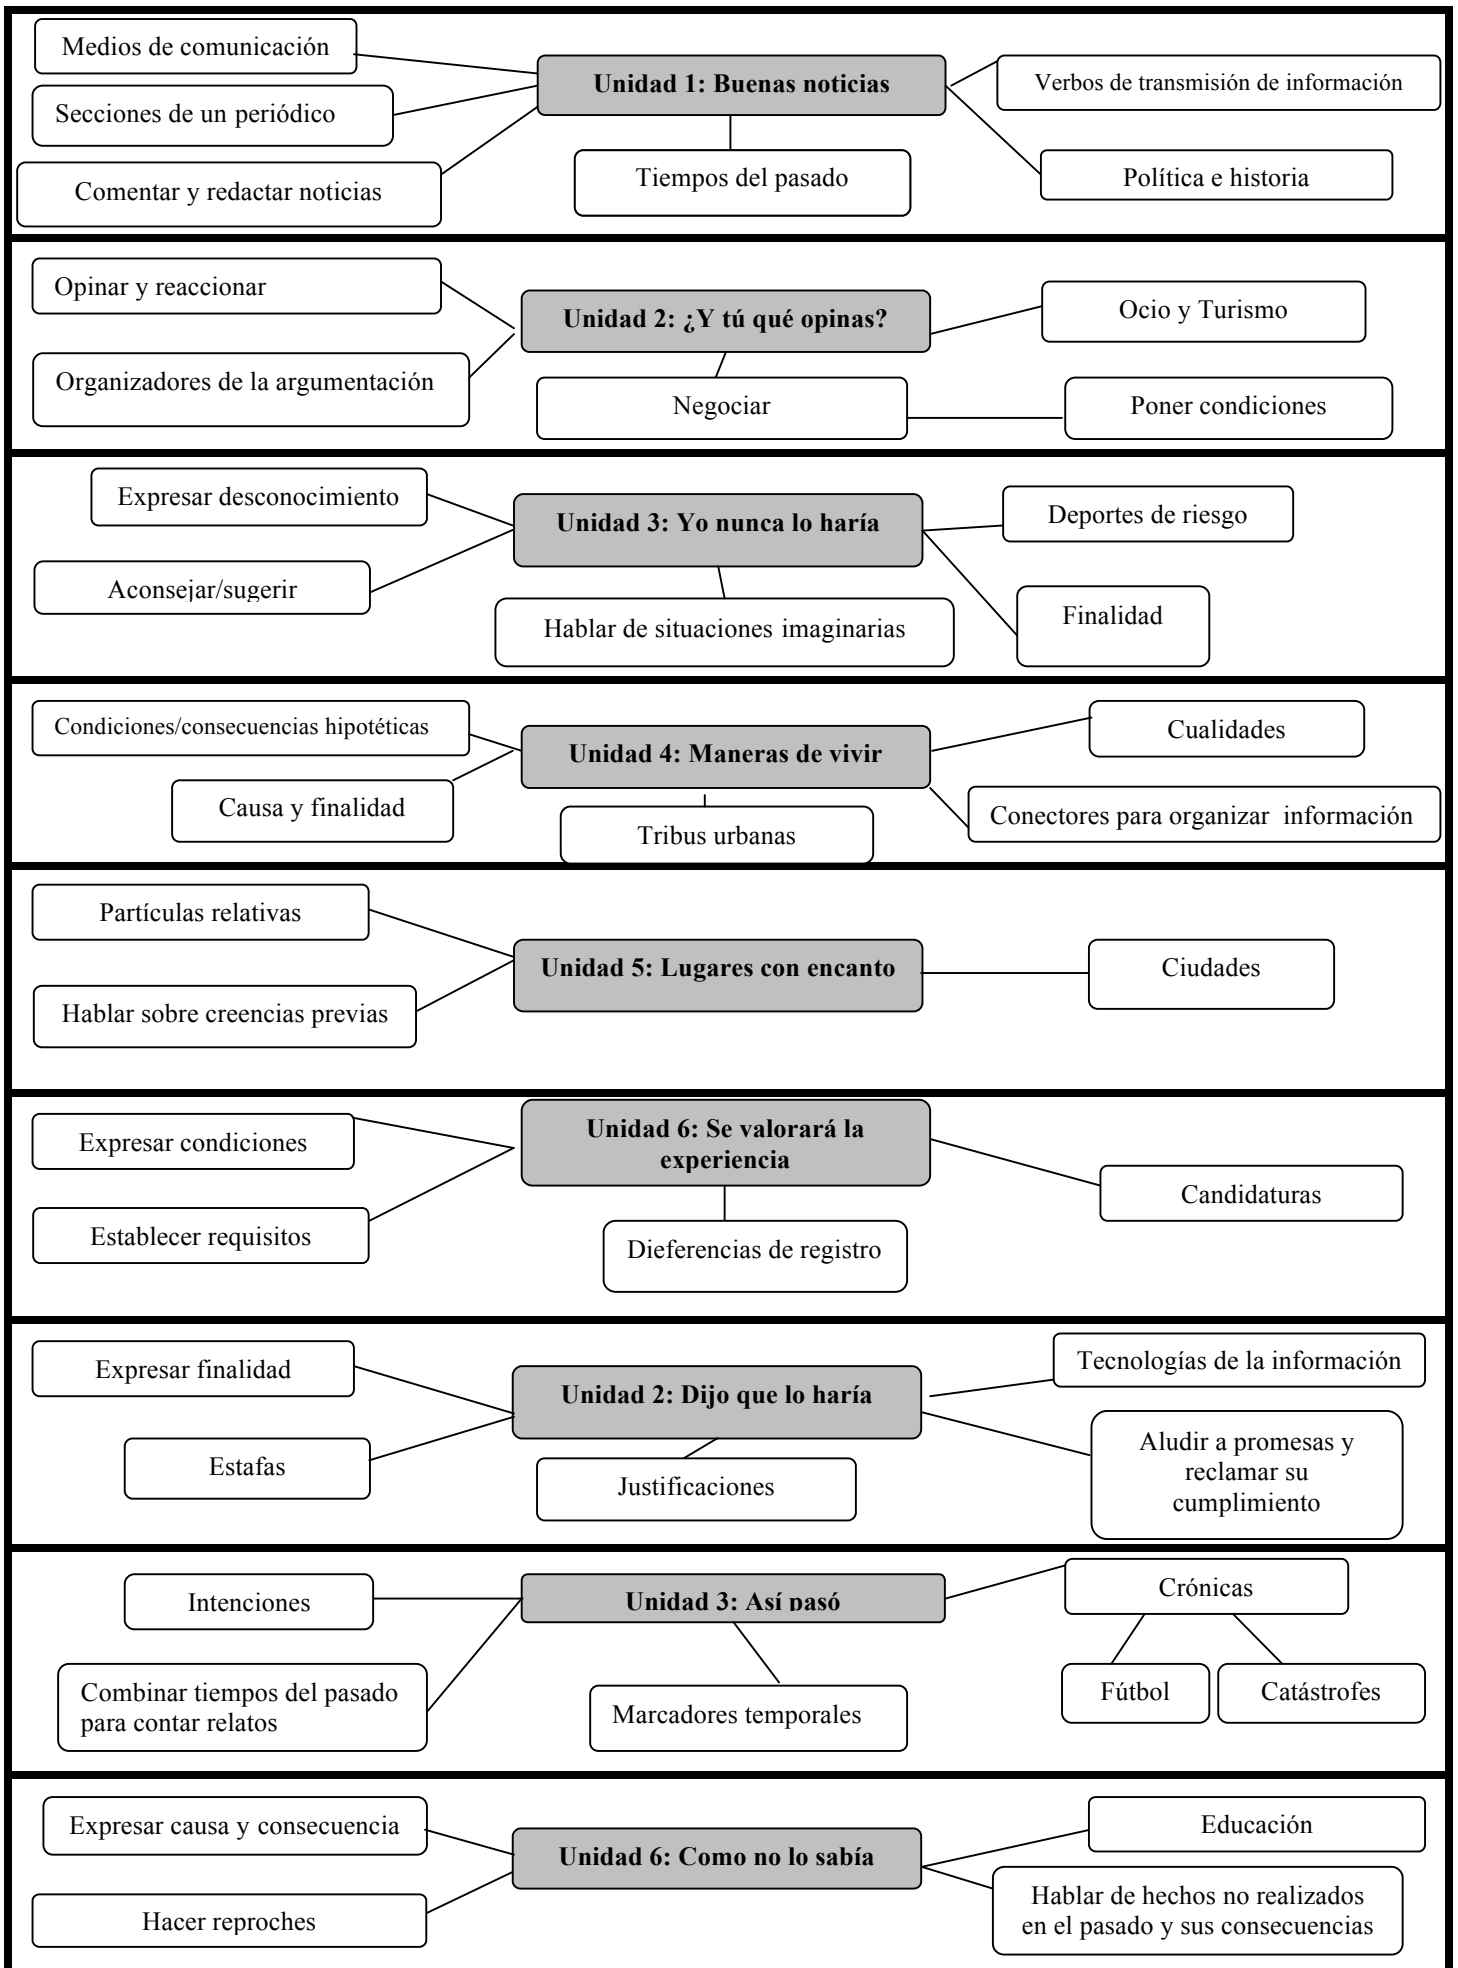 Medios de comunicación
Secciones de un periódico
Comentar y redactar noticias
Unidad 1: Buenas noticias
Tiempos del pasado
Verbos de transmisión de información
Política e historia
Opinar y reaccionar
Organizadores de la argumentación
Unidad 2: ¿Y tú qué opinas?
Negociar
Ocio y Turismo
Poner condiciones
Expresar desconocimiento
Aconsejar/sugerir
Unidad 3: Yo nunca lo haría
Hablar de situaciones imaginarias
Deportes de riesgo
Finalidad
Condiciones/consecuencias hipotéticas
Causa y finalidad
Unidad 4: Maneras de vivir
Tribus urbanas
Cualidades
Conectores para organizar información
Partículas relativas
Hablar sobre creencias previas
Unidad 5: Lugares con encanto
Ciudades
Expresar condiciones
Establecer requisitos
Unidad 6: Se valorará la
experiencia
Dieferencias de registro
Candidaturas
Expresar finalidad
Estafas
Unidad 2: Dijo que lo haría
Justificaciones
Tecnologías de la información
Aludir a promesas y
reclamar su
cumplimiento
Intenciones
Combinar tiempos del pasado
para contar relatos
Unidad 3: Así pasó
Marcadores temporales
Crónicas
Fútbol
Catástrofes
Expresar causa y consecuencia
Hacer reproches
Unidad 6: Como no lo sabía
Educación
Hablar de hechos no realizados
en el pasado y sus consecuencias